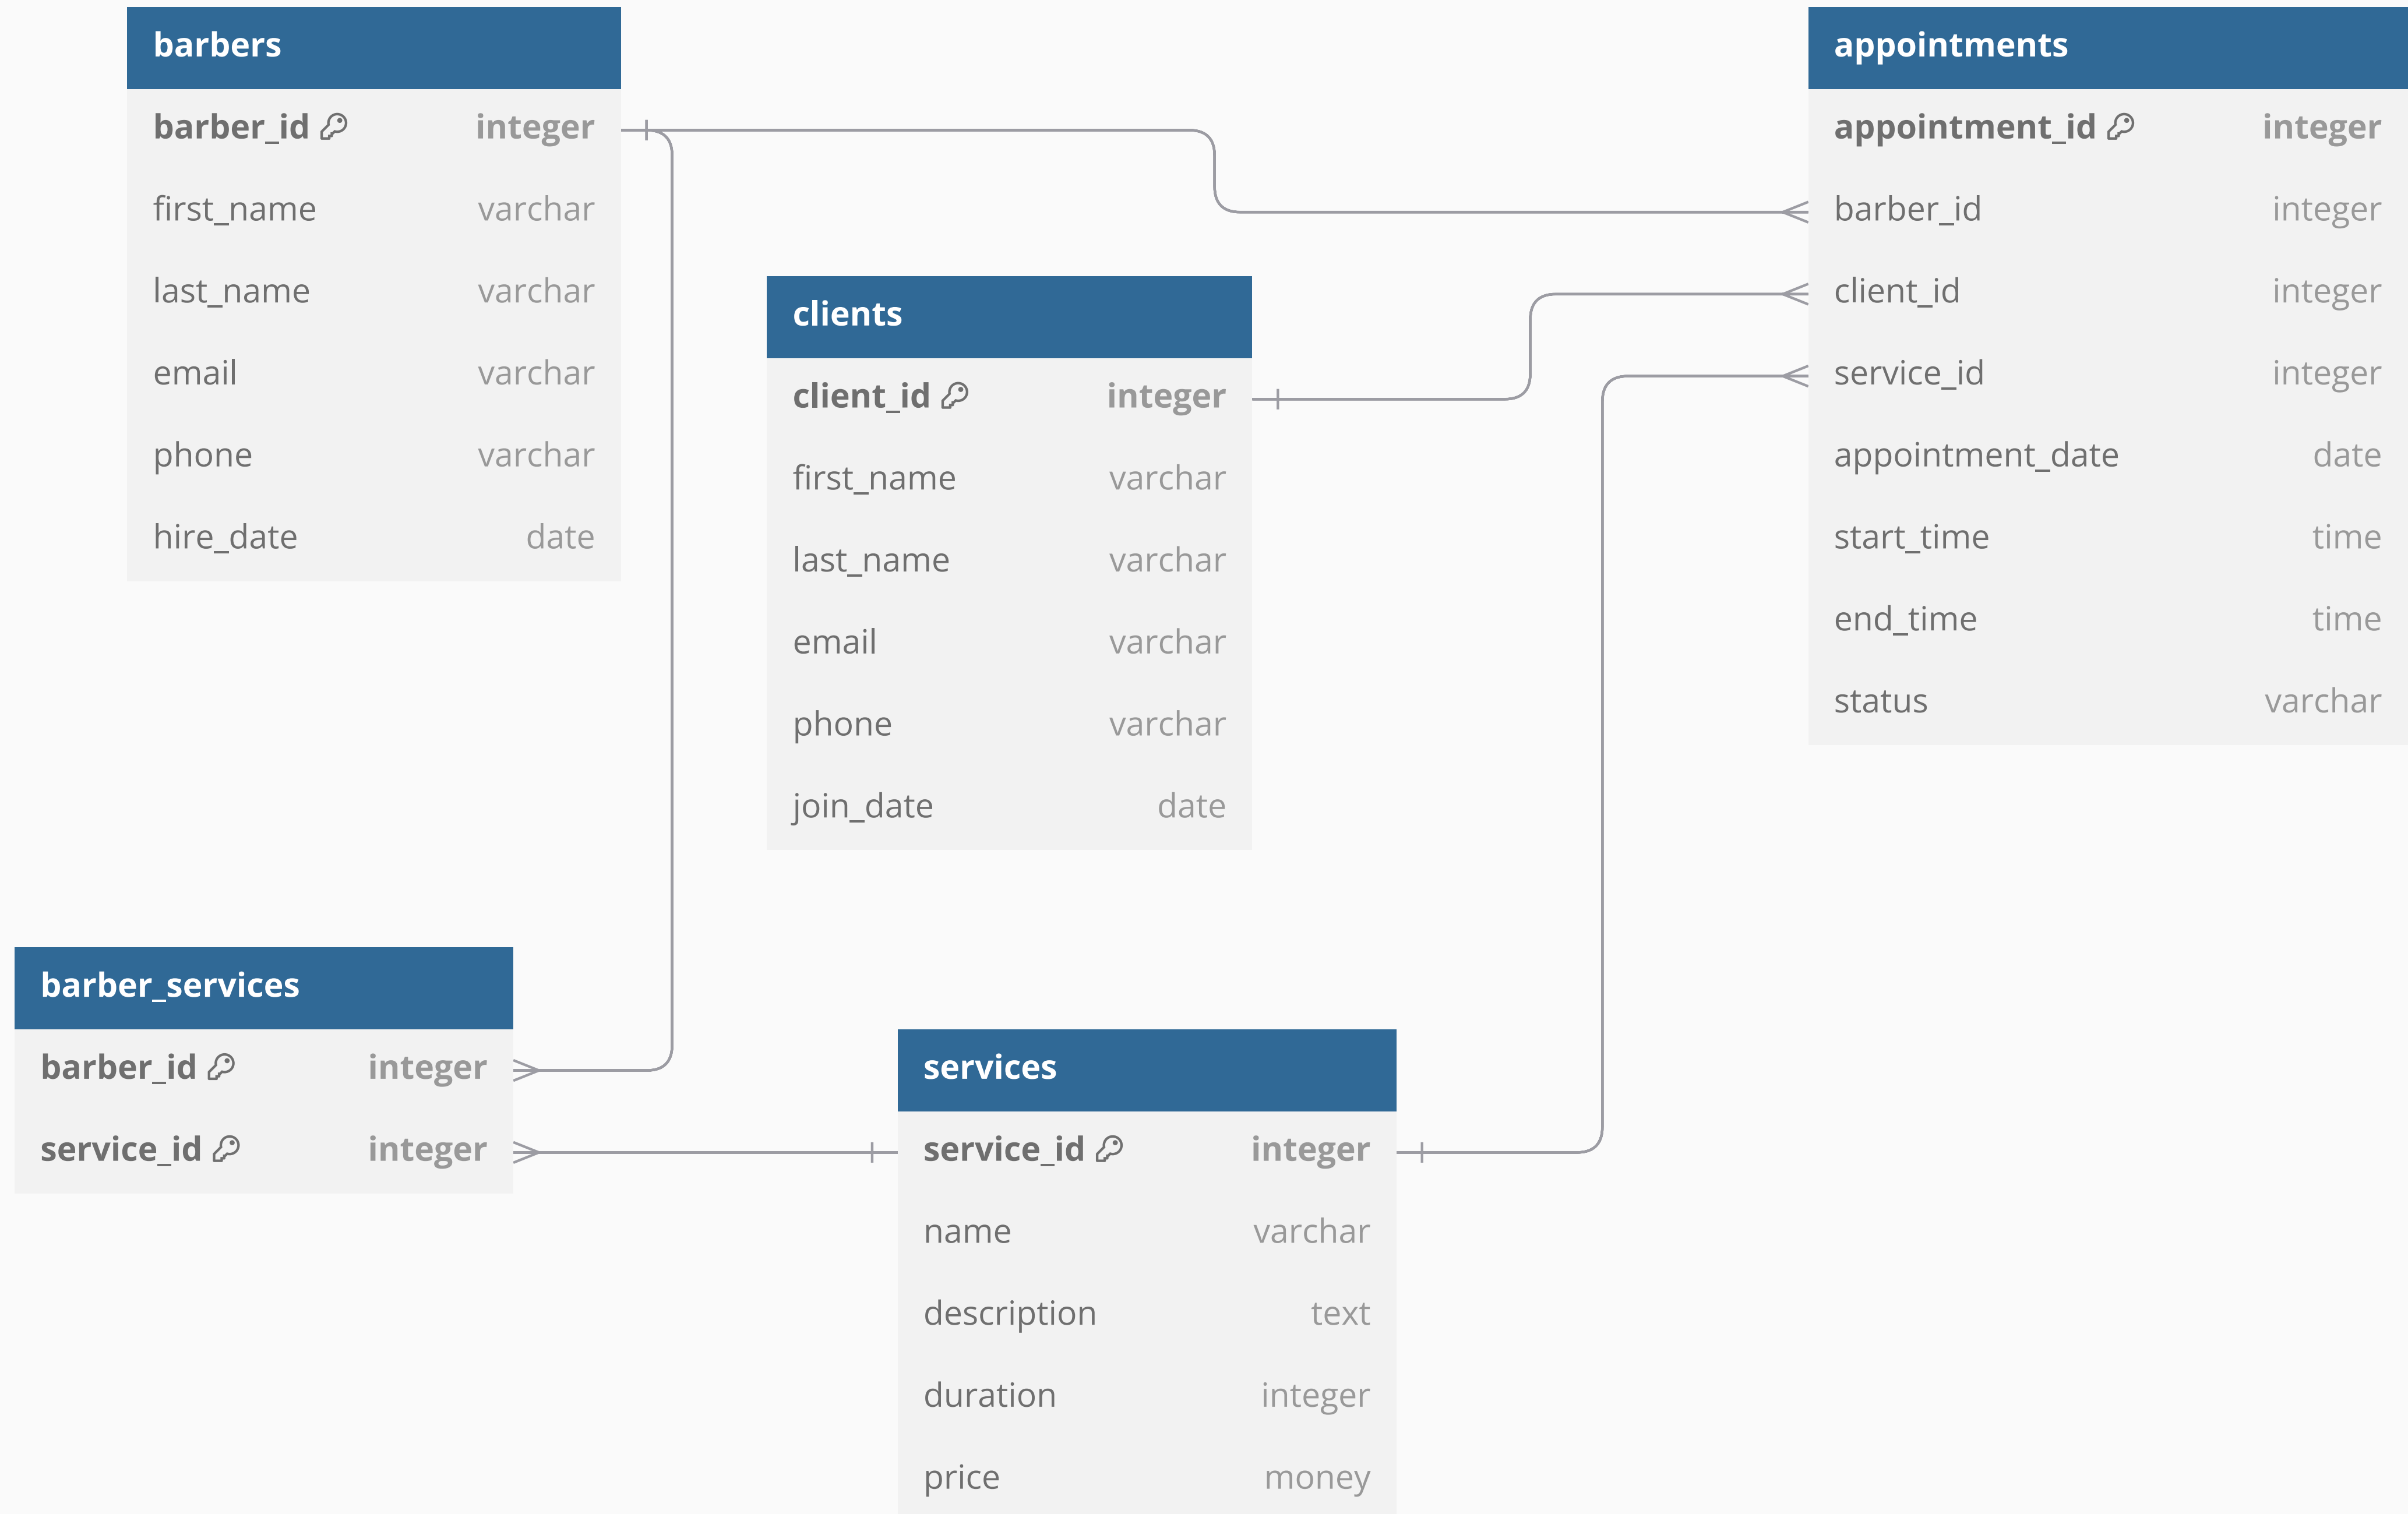 barbers
barber_id integer
first_name varchar
last_name varchar
email varchar
phone varchar
hire_date date
clients
client_id integer
first_name varchar
last_name varchar
email varchar
phone varchar
join_date date
appointments
appointment_id integer
barber_id integer
client_id integer
service_id integer
appointment_date date
start_time time
end_time time
status varchar
barber_services
barber_id integer
service_id integer
services
service_id integer
name varchar
description text
duration integer
price money